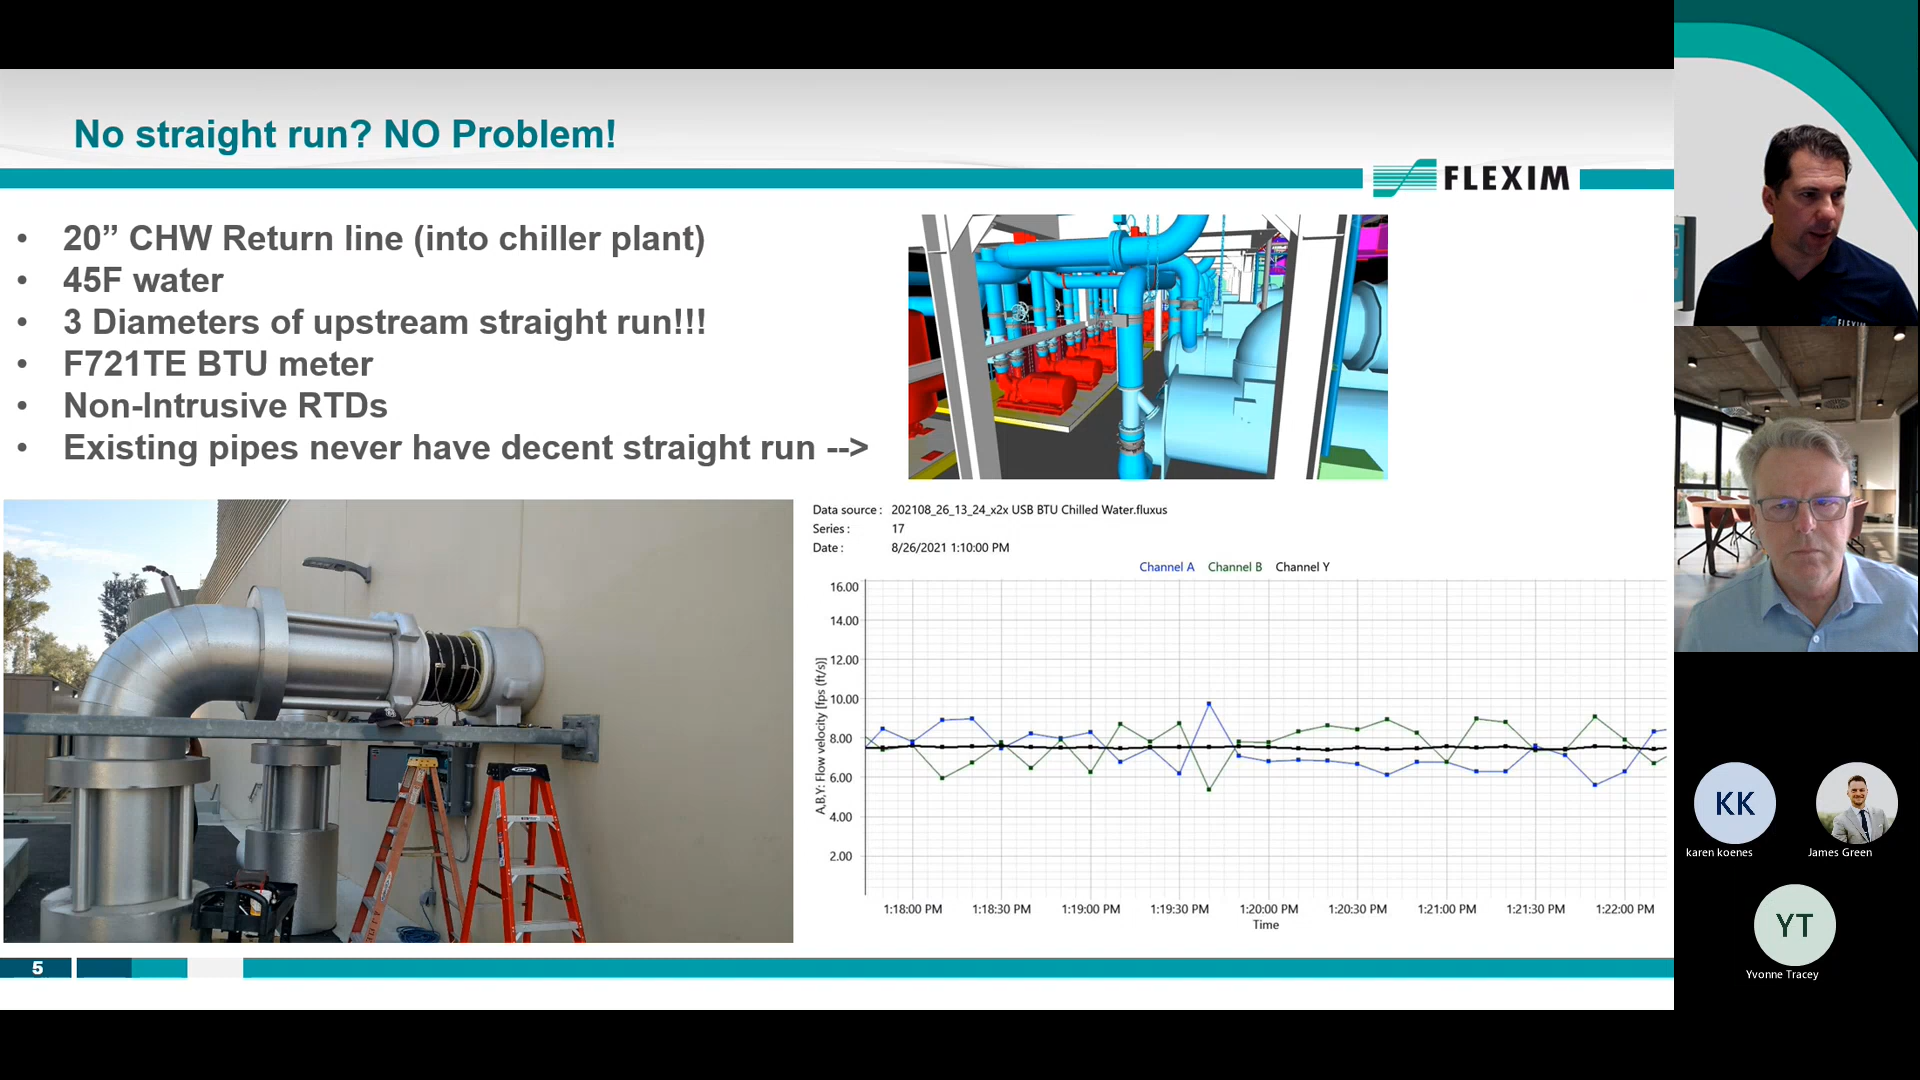 No straight run? NO Problem!
FLEXIM
• 20” CHW Return line (into chiller plant)
• 45F water
• 3 Diameters of upstream straight run!!!
• F721TE BTU meter
• Non-Intrusive RTDs
• Existing pipes never have decent straight run -->
Data source : 202108_26_13_24_x2x USB BTU Chilled Water.fluxus
Series : 17
Date : 8/26/2021 1:10:00 PM
Channel A Channel B Channel Y
A,B,Y: Flow velocity [fps (ft/s)]
16.00
14.00
12.00
10.00
8.00
6.00
4.00
2.00
1:18:00 PM 1:18:30 PM 1:19:00 PM 1:19:30 PM 1:20:00 PM 1:20:30 PM 1:21:00 PM 1:21:30 PM 1:22:00 PM
Time
5
FLEXIM
KK
karen koenes
James Green
YT
Yvonne Tracey